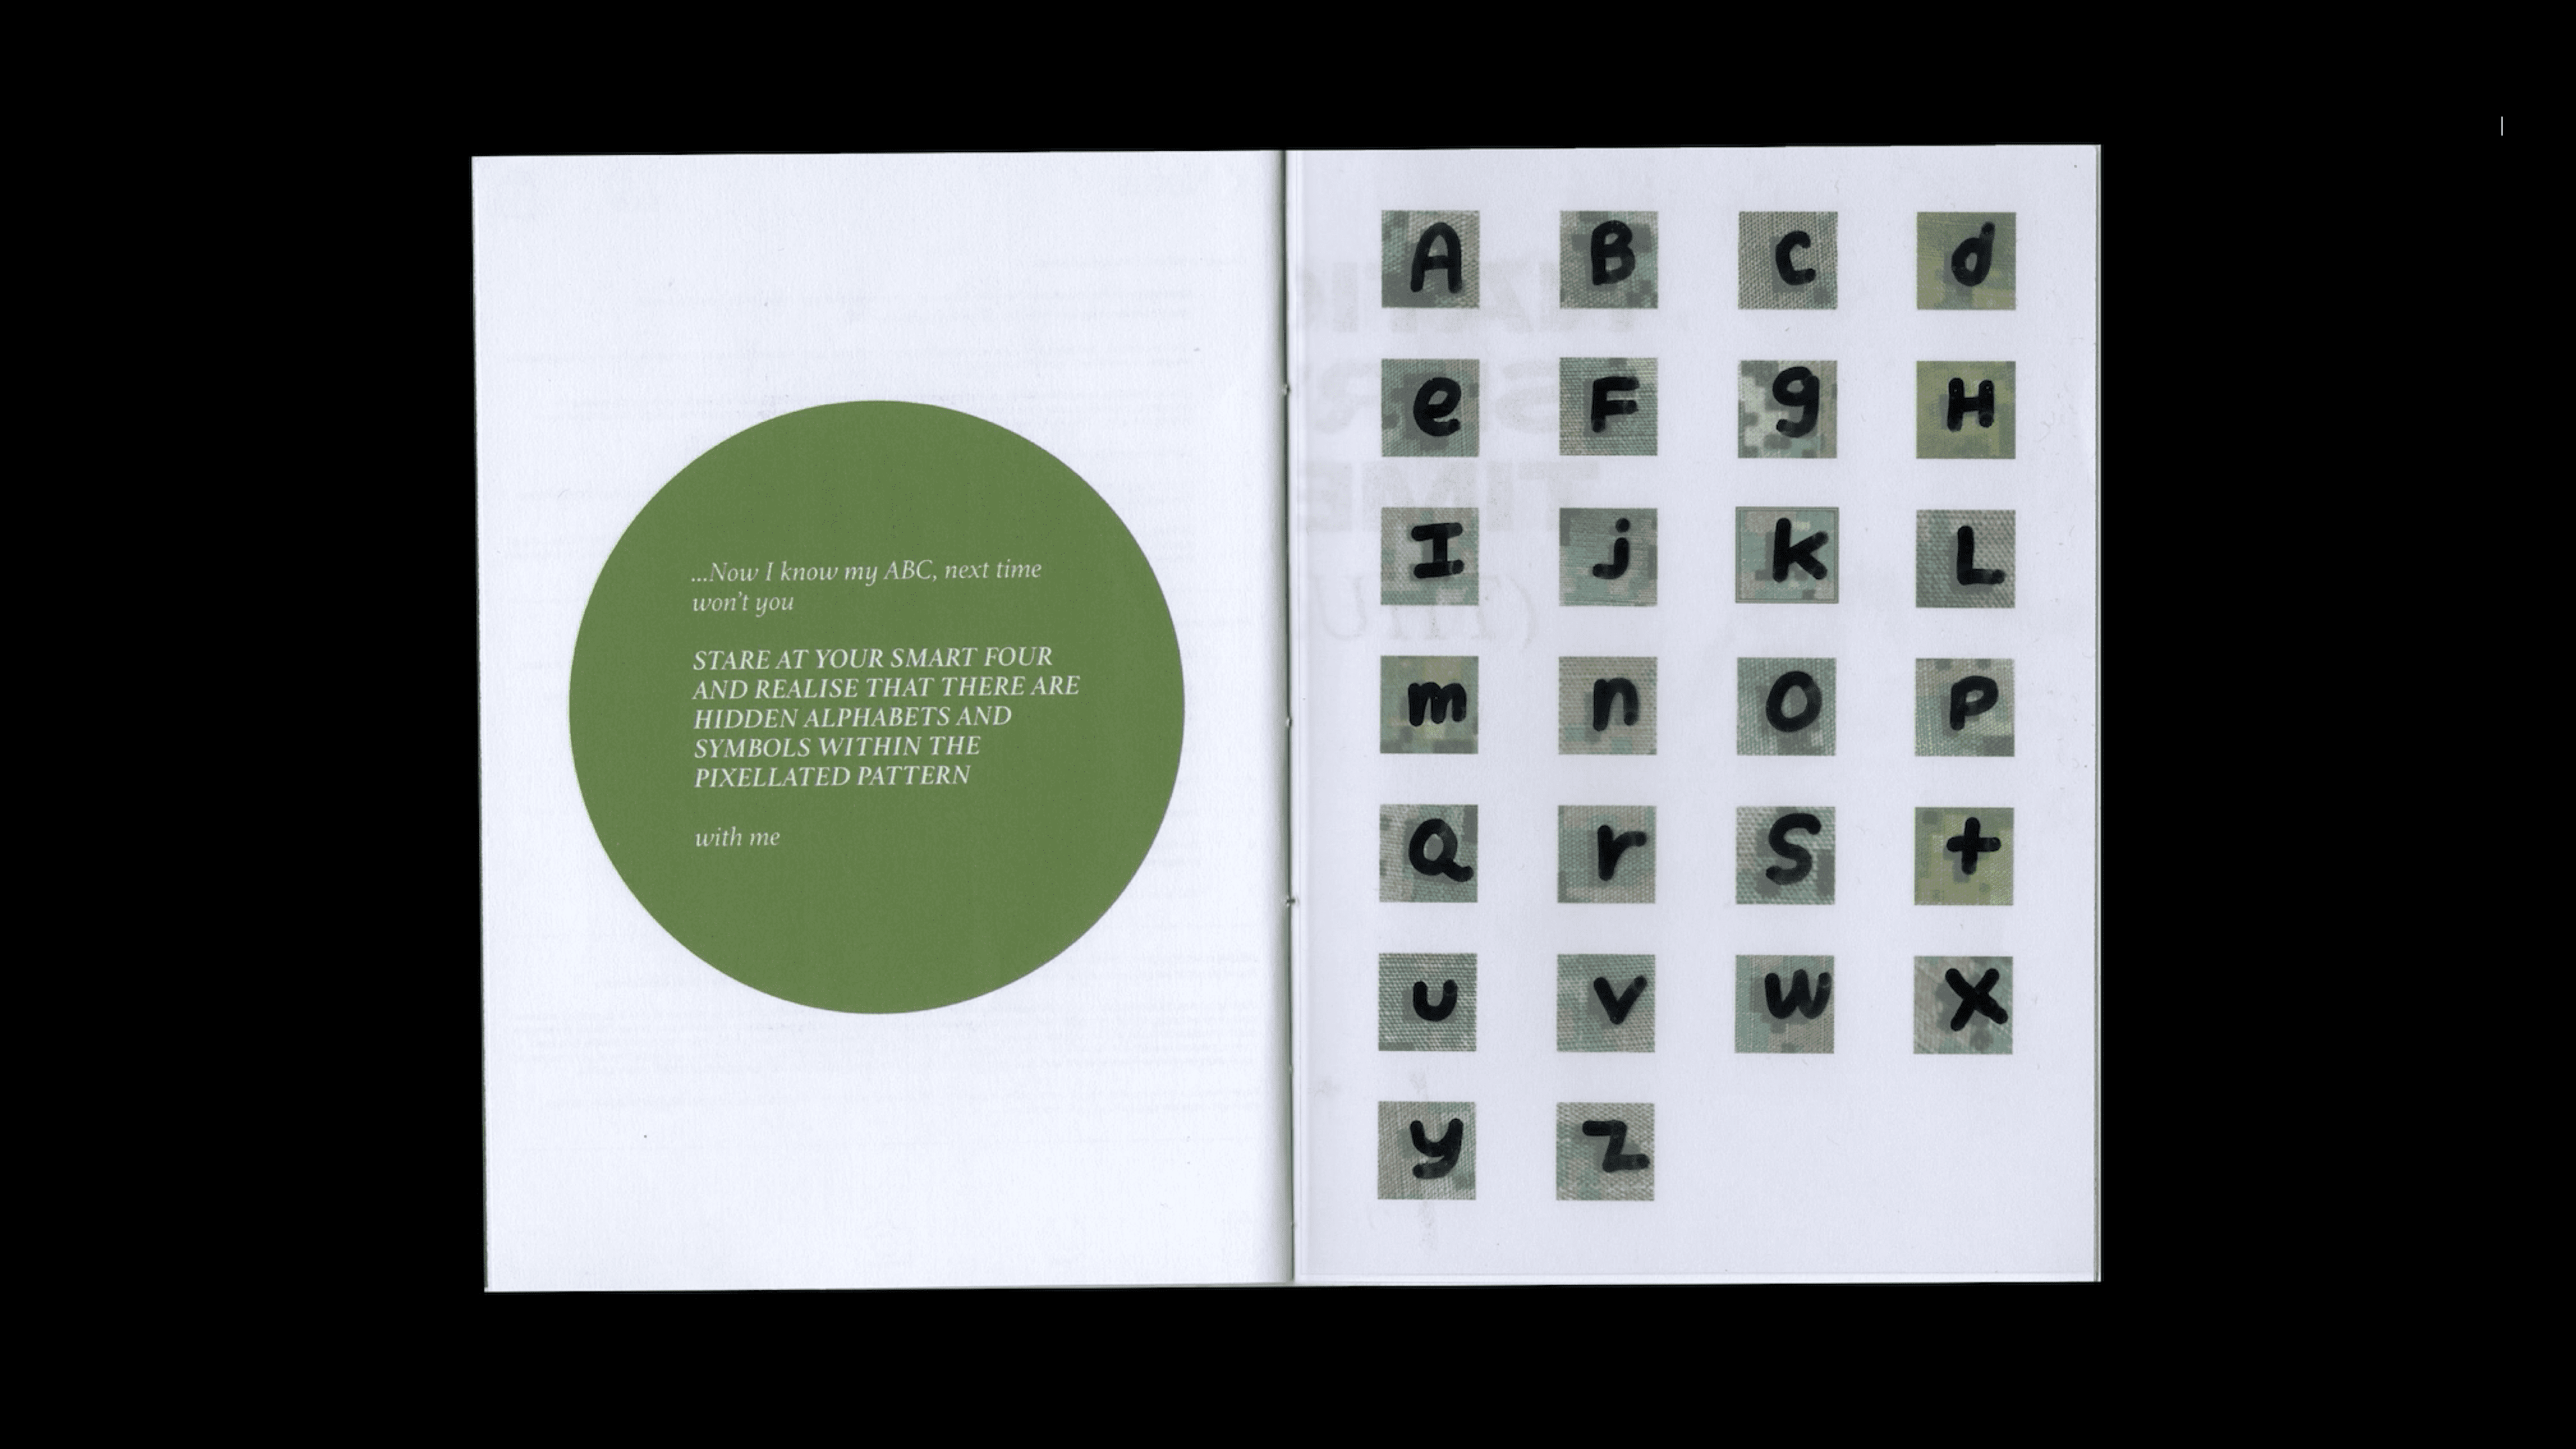 ...Now I know my ABC, next time
won't you
STARE AT YOUR SMART FOUR
AND REALISE THAT THERE ARE
HIDDEN ALPHABETS AND
SYMBOLS WITHIN THE
PIXELLATED PATTERN
with me
A B C d
e F g H
I j k L
m n O P
Q r S +
u v w X
y z